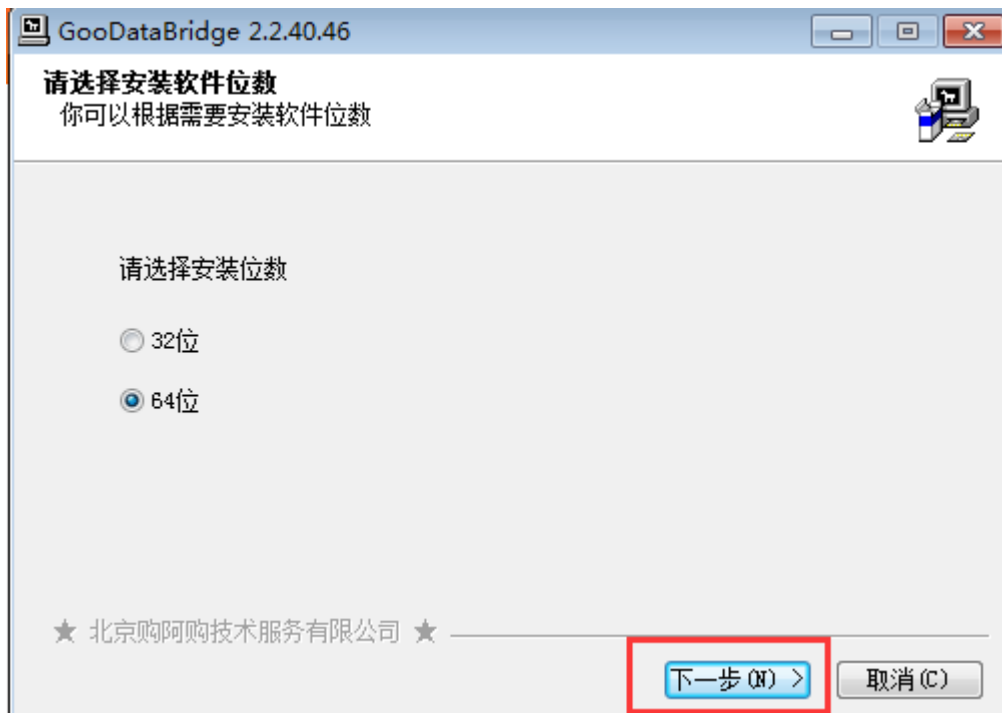 GooDataBridge 2.2.40.46
请选择安装软件位数
你可以根据需要安装软件位数
请选择安装位数
32位
64位
★ 北京购阿购技术服务有限公司 ★
下一步(N) >
取消(C)